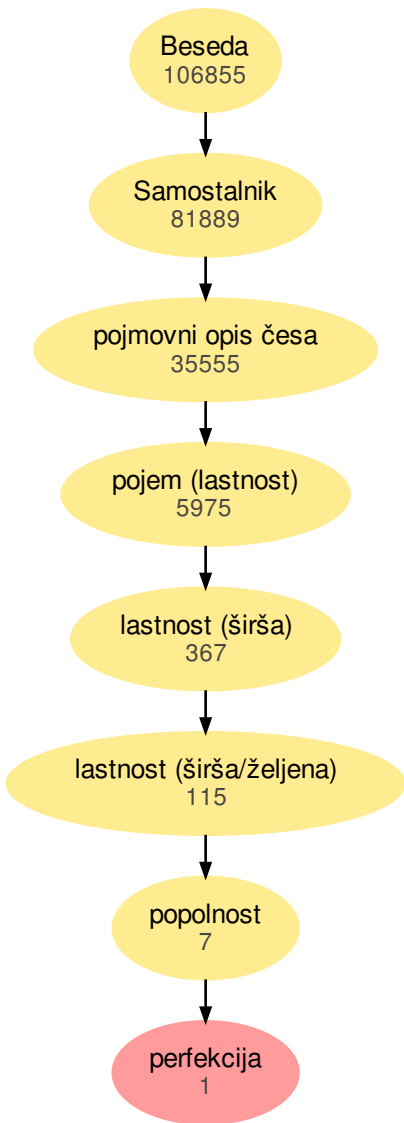 Beseda
106855
Samostalnik
81889
pojmovni opis česa
35555
pojem (lastnost)
5975
lastnost (širša)
367
lastnost (širša/željena)
115
popolnost
7
perfekcija
1